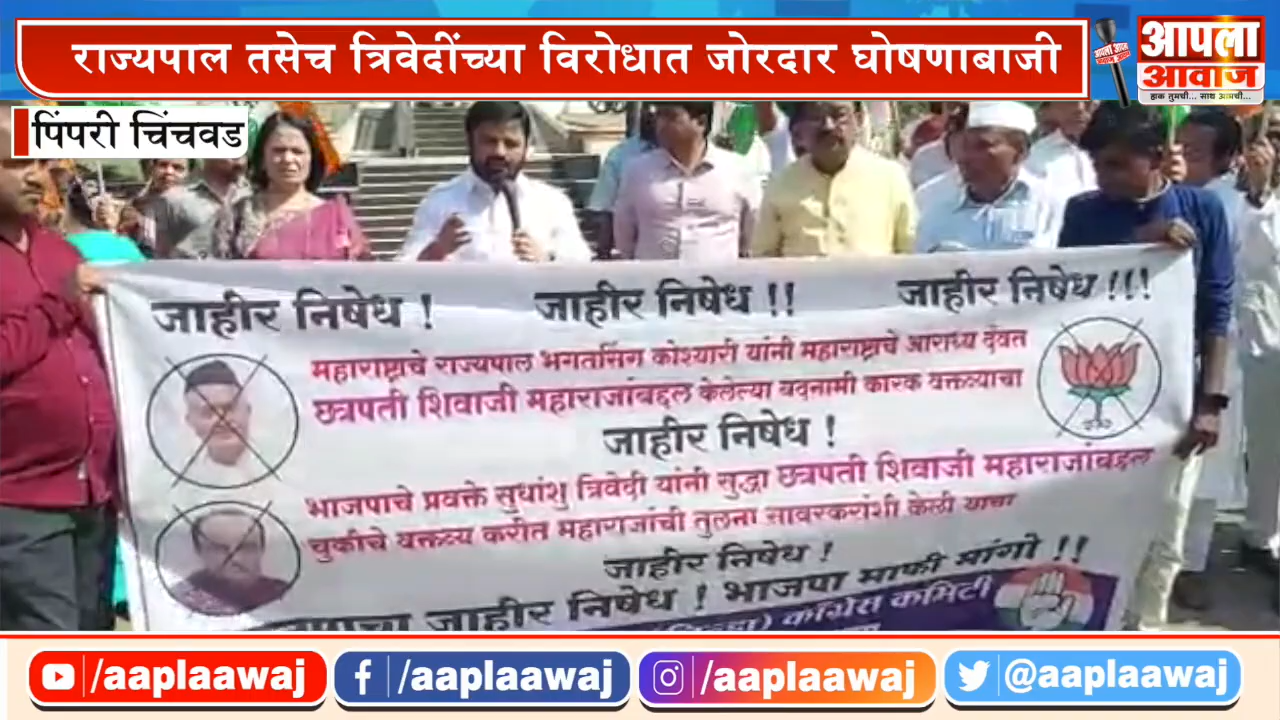 राज्यपाल तसेच त्रिवेदींच्या विरोधात जोरदार घोषणाबाजी
आपला
आवाज
हाक तुमची... साथ आमची...
पिंपरी चिंचवड
जाहीर निषेध ! जाहीर निषेध !! जाहीर निषेध !!!
महाराष्ट्राचे राज्यपाल भगतसिंग कोश्यारी यांनी महाराष्ट्राचे आराध्य दैवत
छत्रपती शिवाजी महाराजांबद्दल केलेल्या बदनामी कारक वक्तव्याचा
जाहीर निषेध !
भाजपाचे प्रवक्ते सुधांशु त्रिवेदी यांनी सुद्धा छत्रपती शिवाजी महाराजांबद्दल
चुकीचे वक्तव्य करीत महाराजांची तुलना सावरकरांशी केली याचा
जाहीर निषेध !
जाहीर निषेध ! भाजपा माफी मांगो !!
काँग्रेस कमिटी
/aaplaawaj
/aaplaawaj
/aaplaawaj
@aaplaawaj